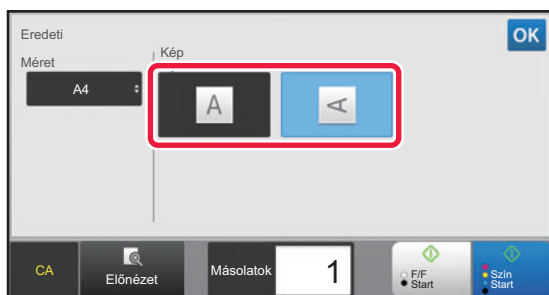 Eredeti
OK
Méret
Kép
A4
A
A
CA
Előnézet
Másolatok
1
F/F
Start
Szín
Start